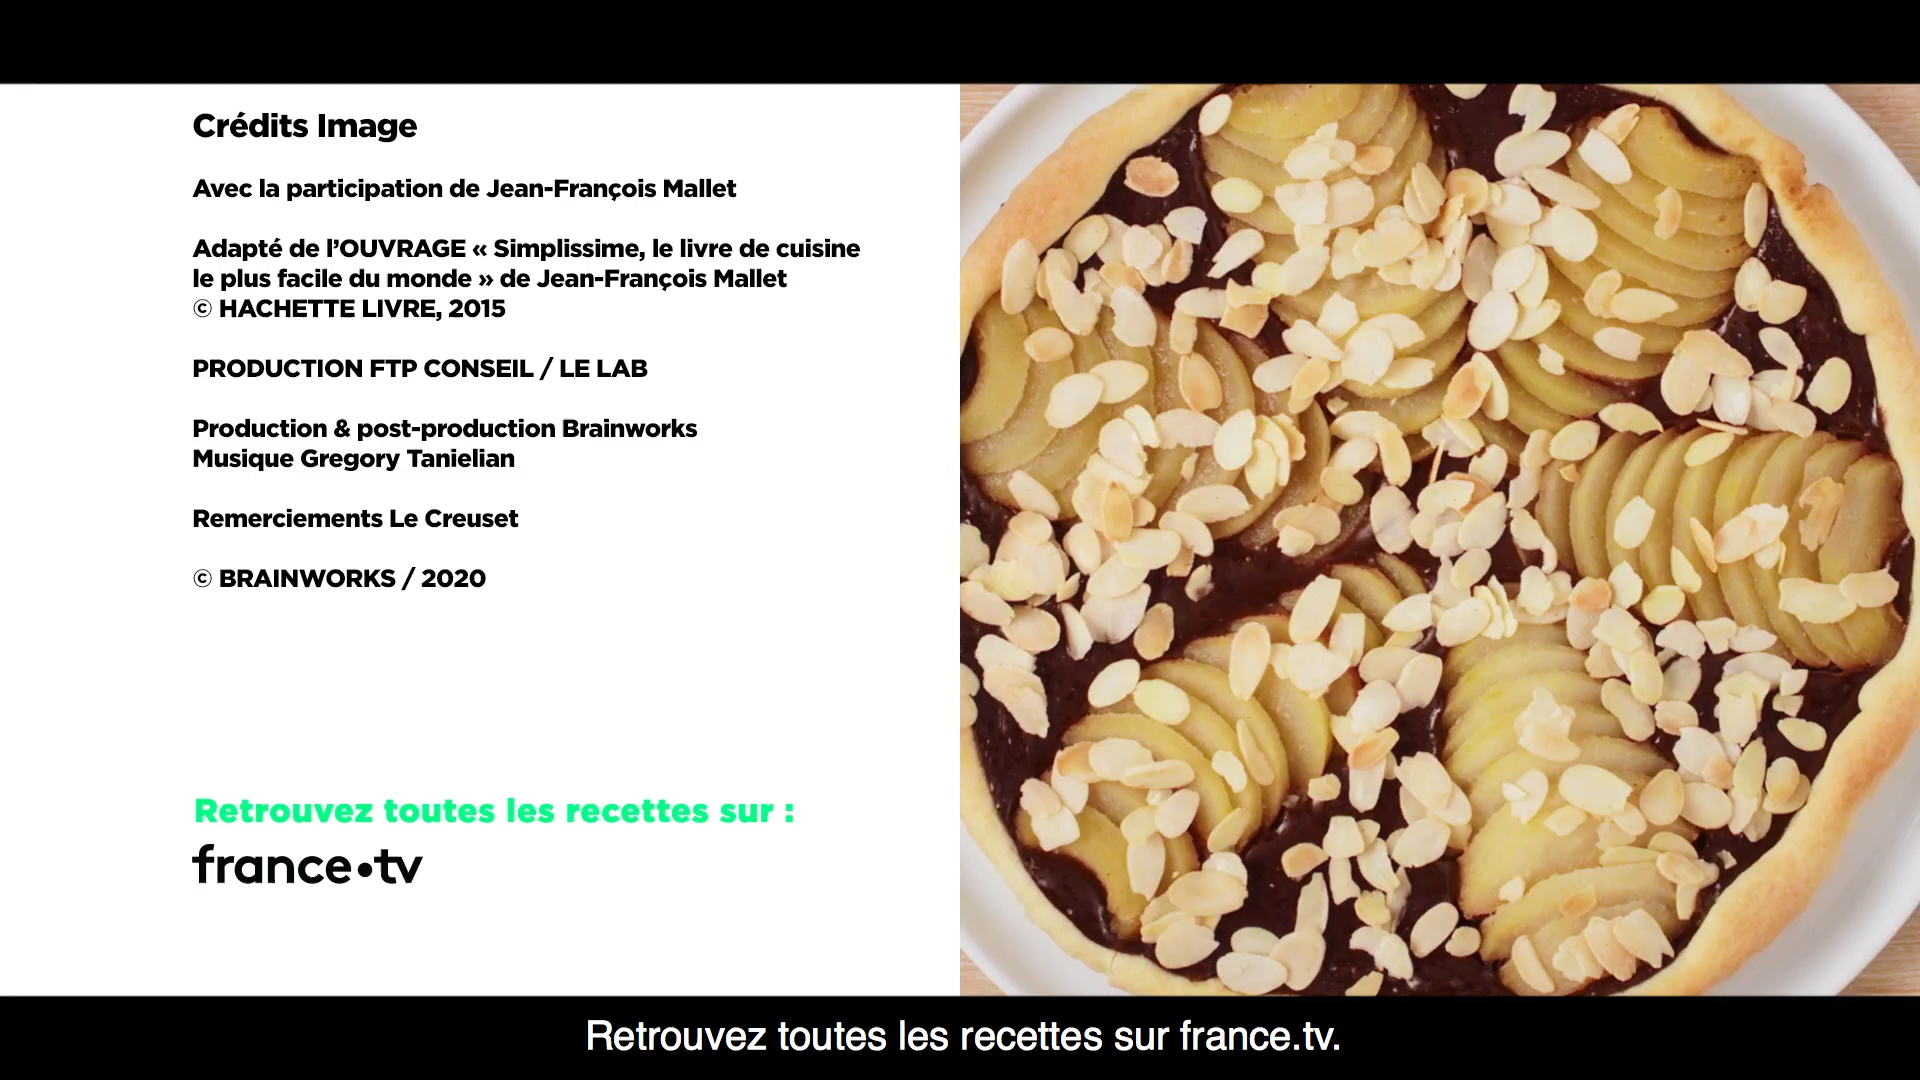 Crédits Image
Avec la participation de Jean-François Mallet
Adapté de l’OUVRAGE « Simplissime, le livre de cuisine
le plus facile du monde » de Jean-François Mallet
© HACHETTE LIVRE, 2015
PRODUCTION FTP CONSEIL / LE LAB
Production & post-production Brainworks
Musique Gregory Tanielian
Remerciements Le Creuset
© BRAINWORKS / 2020
Retrouvez toutes les recettes sur :
france•tv
Retrouvez toutes les recettes sur france.tv.